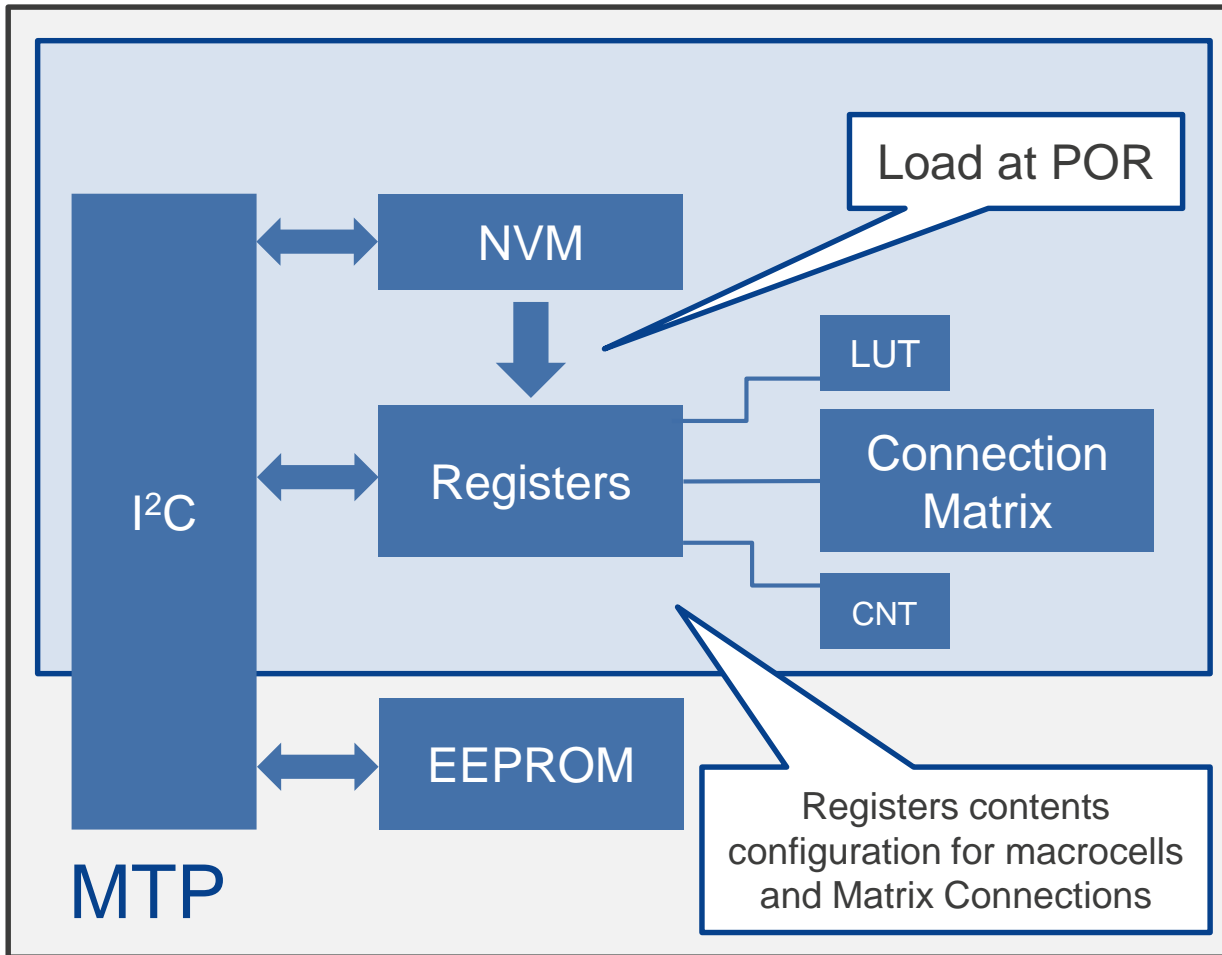 Load at POR
NVM
LUT
Connection
Matrix
Registers
I²C
CNT
EEPROM
Registers contents
configuration for macrocells
and Matrix Connections
MTP